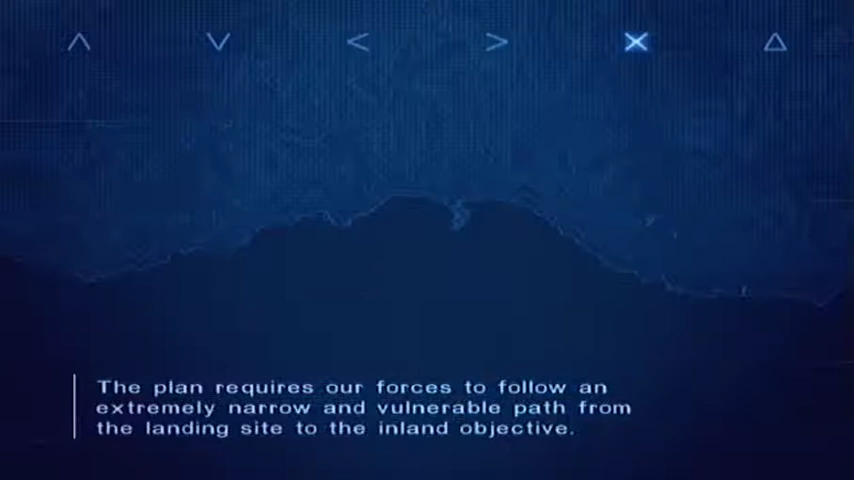 The plan requires our forces to follow an
extremely narrow and vulnerable path from
the landing site to the inland objective.